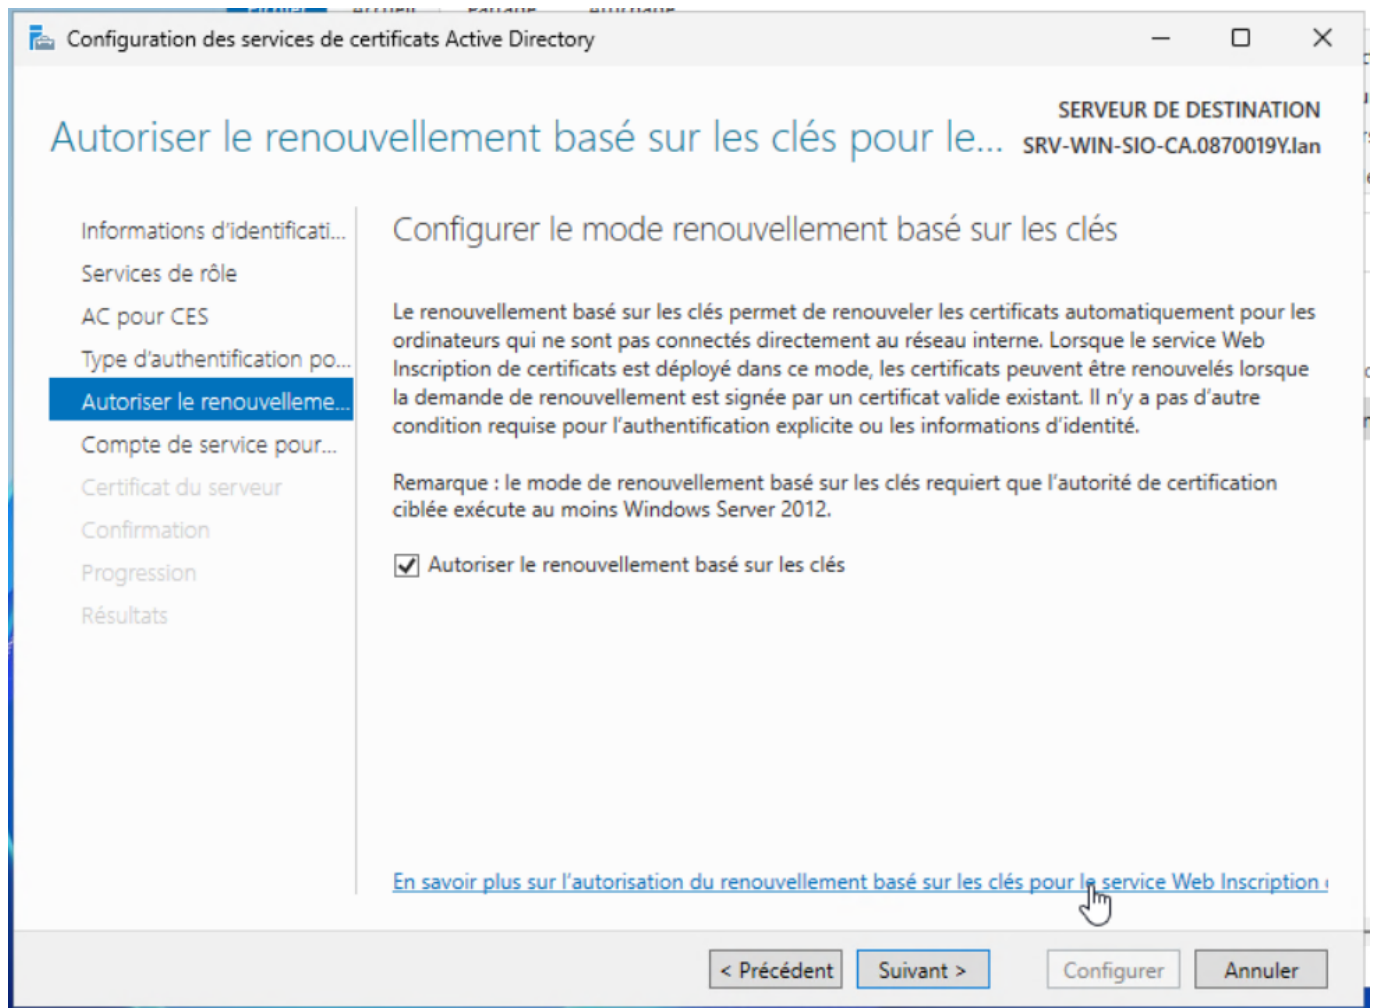 Configuration des services de certificats Active Directory
Autoriser le renouvellement basé sur les clés pour le...
SERVEUR DE DESTINATION
SRV-WIN-SIO-CA.0870019Y.lan
Informations d'identificati...
Services de rôle
AC pour CES
Type d'authentification po...
Autoriser le renouvelleme...
Compte de service pour...
Certificat du serveur
Confirmation
Progression
Résultats
Configurer le mode renouvellement basé sur les clés
Le renouvellement basé sur les clés permet de renouveler les certificats automatiquement pour les
ordinateurs qui ne sont pas connectés directement au réseau interne. Lorsque le service Web
Inscription de certificats est déployé dans ce mode, les certificats peuvent être renouvelés lorsque
la demande de renouvellement est signée par un certificat valide existant. Il n'y a pas d'autre
condition requise pour l'authentification explicite ou les informations d'identité.
Remarque : le mode de renouvellement basé sur les clés requiert que l'autorité de certification
ciblée exécute au moins Windows Server 2012.
Autoriser le renouvellement basé sur les clés
En savoir plus sur l'autorisation du renouvellement basé sur les clés pour le service Web Inscription
< Précédent
Suivant >
Configurer
Annuler